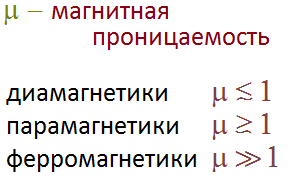 μ – магнитная
проницаемость
диамагнетики μ ≲ 1
парамагнетики μ ≳ 1
ферромагнетики μ ≫ 1